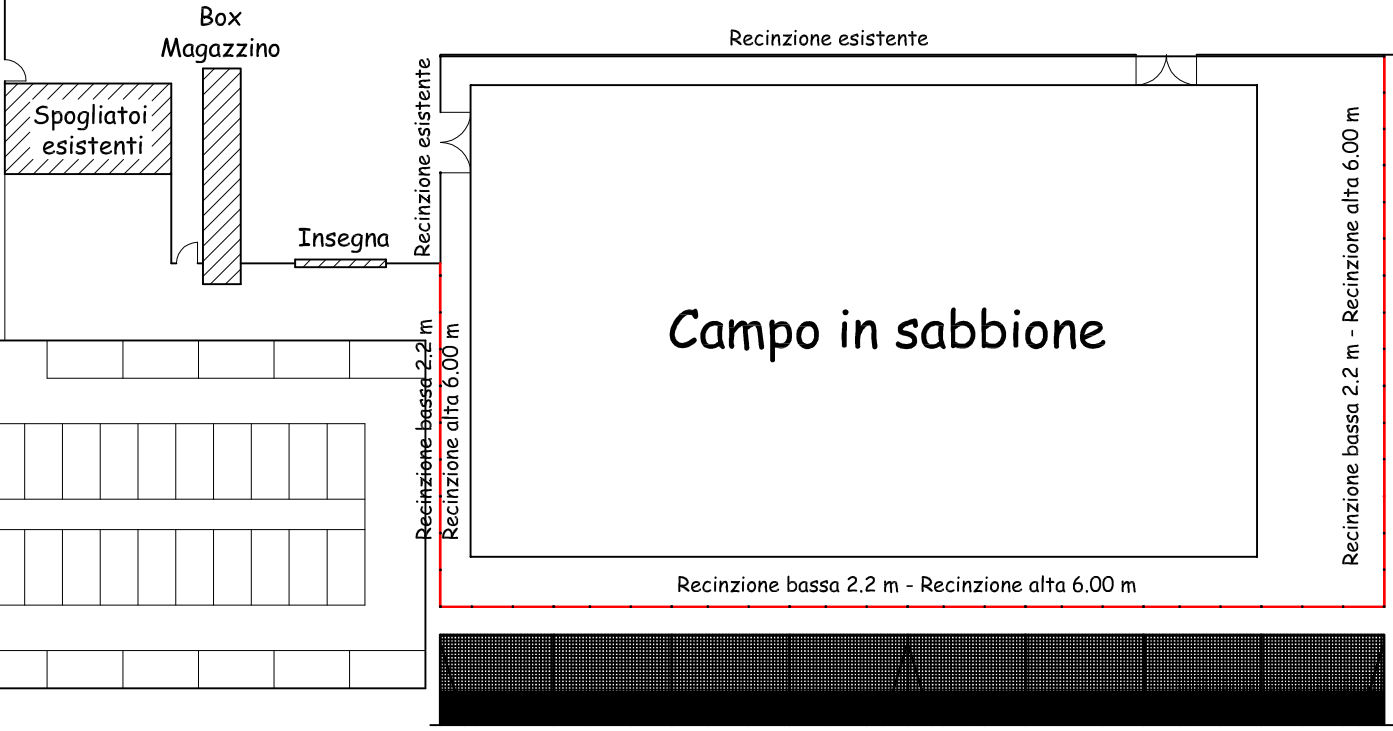 Box
Magazzino
Recinzione esistente
Spogliatoi
esistenti
Recinzione esistente
Insegna
Campo in sabbione
Recinzione bassa 2.2 m
Recinzione alta 6.00 m
Recinzione bassa 2.2 m - Recinzione alta 6.00 m
Recinzione bassa 2.2 m - Recinzione alta 6.00 m